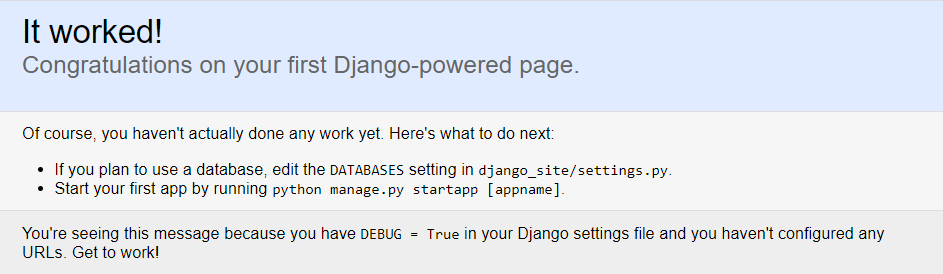 It worked!
Congratulations on your first Django-powered page.
Of course, you haven't actually done any work yet. Here's what to do next:
• If you plan to use a database, edit the DATABASES setting in django_site/settings.py.
• Start your first app by running python manage.py startapp [appname].
You're seeing this message because you have DEBUG = True in your Django settings file and you haven't configured any
URLs. Get to work!